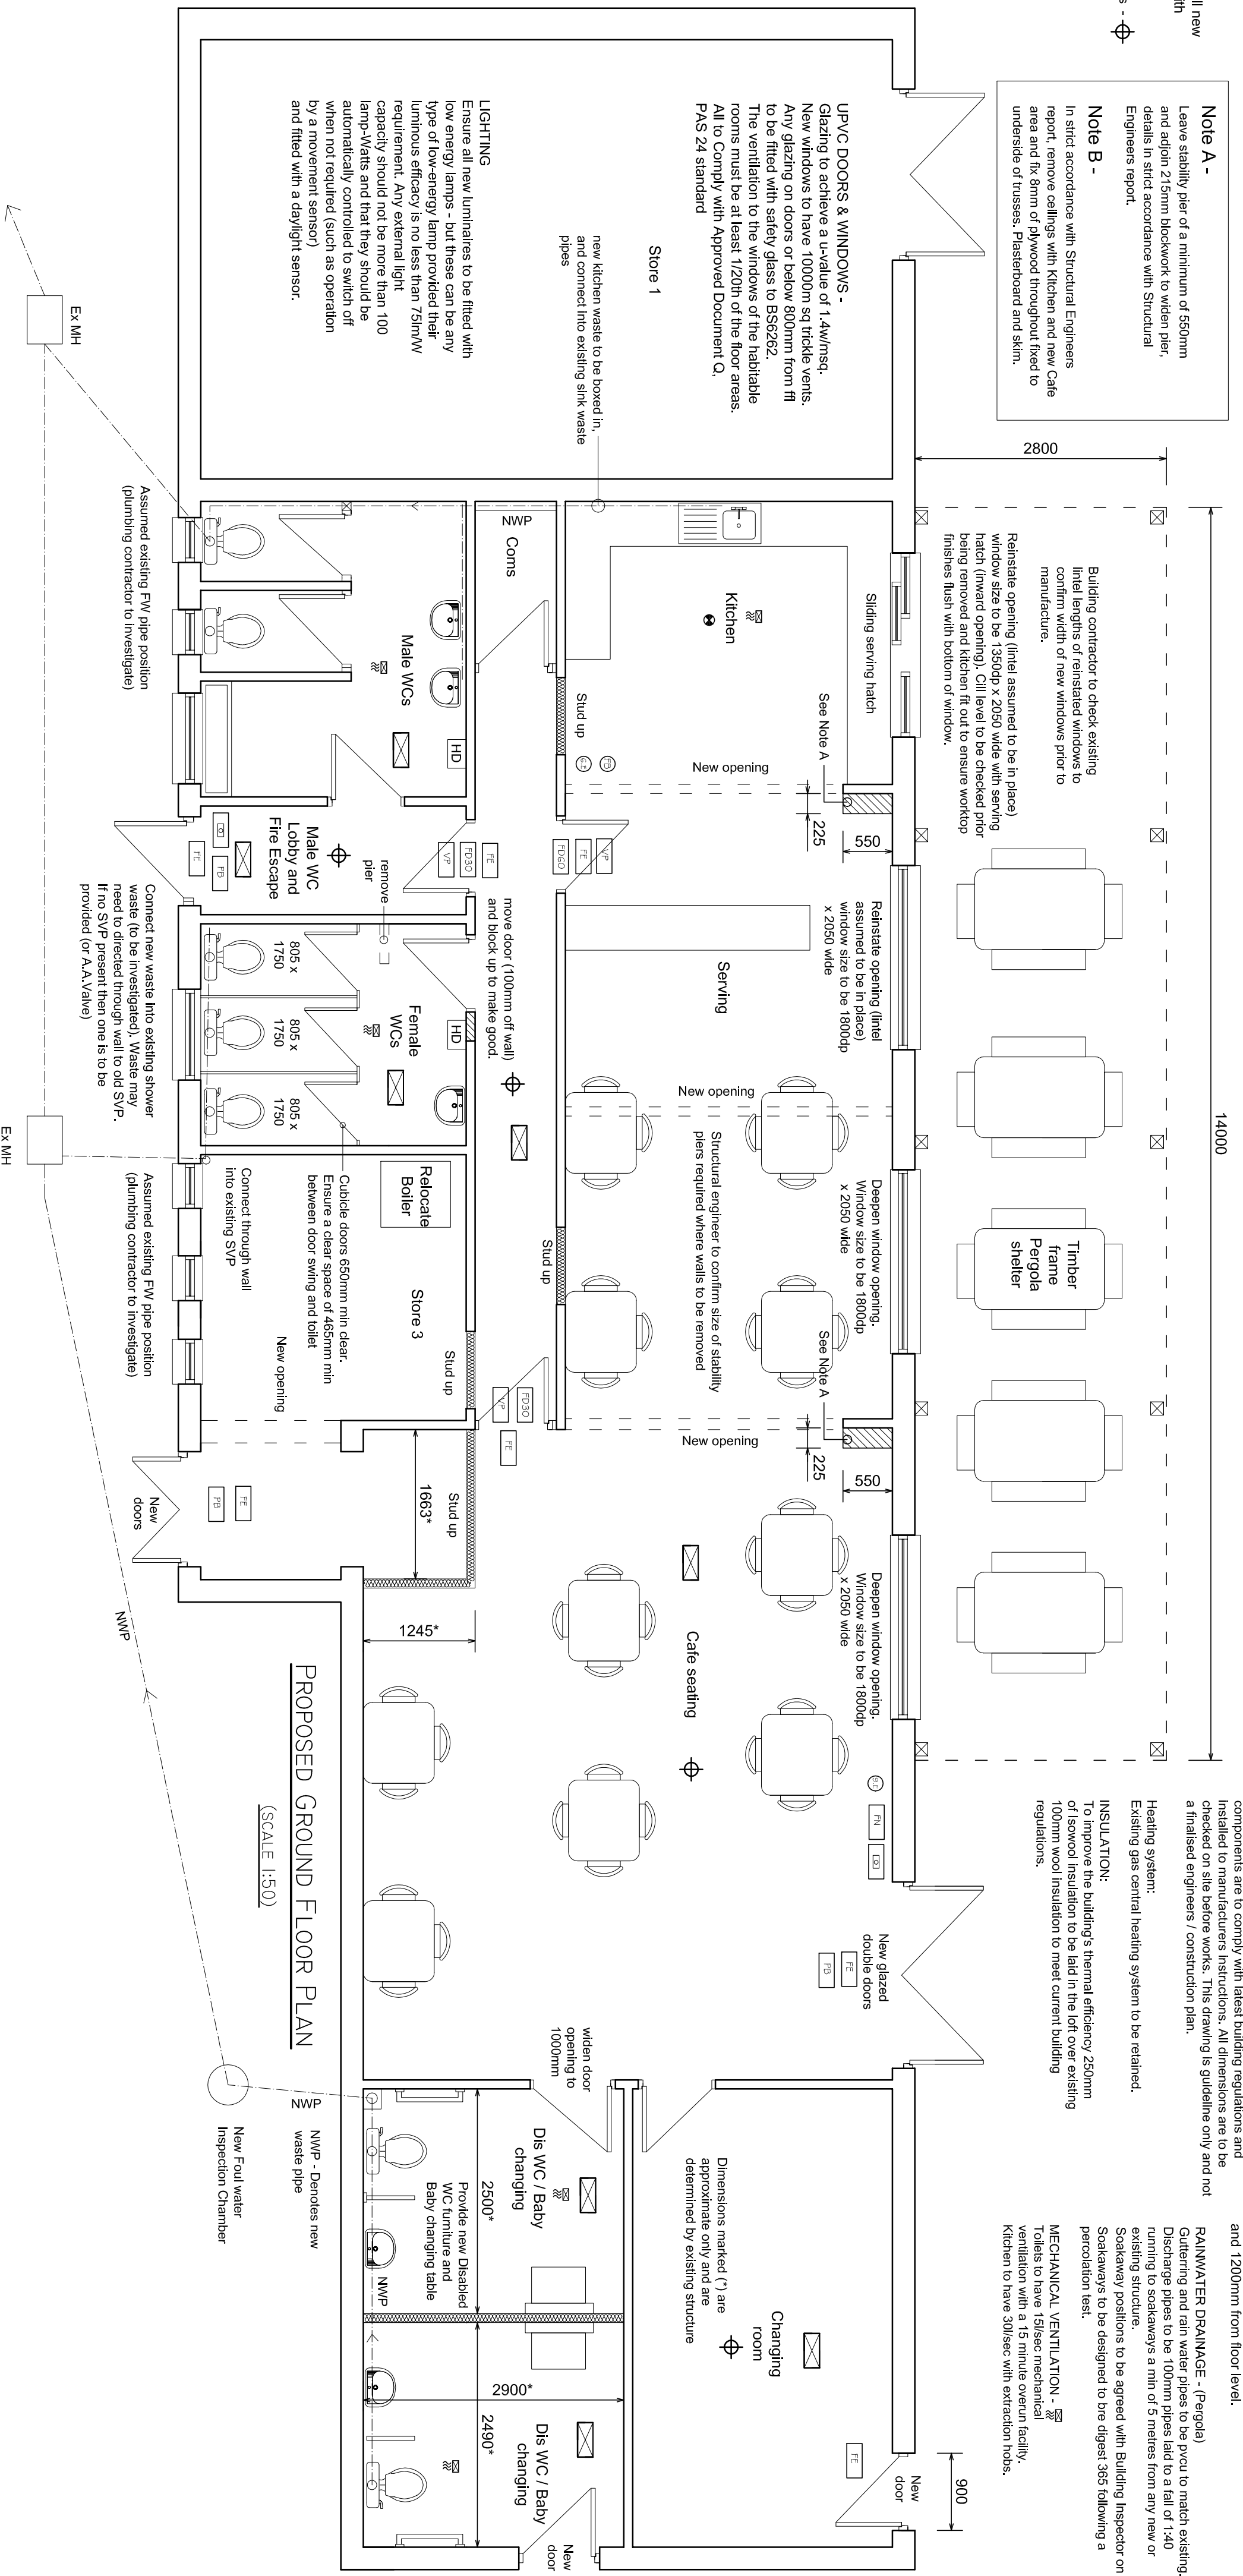 ll new
ith
s -
Note A -
Leave stability pier of a minimum of 550mm
and adjoin 215mm blockwork to widen pier,
details in strict accordance with Structural
Engineers report.
Note B -
In strict accordance with Structural Engineers
report, remove ceilings with Kitchen and new Cafe
area and fix 8mm of plywood throughout fixed to
underside of trusses. Plasterboard and skim.
components are to comply with latest building regulations and
installed to manufacturers instructions. All dimensions are to be
checked on site before works. This drawing is guideline only and not
a finalised engineers / construction plan.
Heating system:
Existing gas central heating system to be retained.
INSULATION:
To improve the building's thermal efficiency 250mm
of Isowool insulation to be laid in the loft over existing
100mm wool insulation to meet current building
regulations.
and 1200mm from floor level.
RAINWATER DRAINAGE - (Pergola)
Gutterring and rain water pipes to be pvcu to match existing.
Discharge pipes to be 100mm pipes laid to a fall of 1:40
running to soakaways a min of 5 metres from any new or
existing structure.
Soakaway positions to be agreed with Building Inspector on
Soakaways to be designed to bre digest 365 following a
percolation test.
MECHANICAL VENTILATION -
Toilets to have 15l/sec mechanical
ventilation with a 15 minute overun facility.
Kitchen to have 30l/sec with extraction hobs.
14000
2800
Building contractor to check existing
lintel lengths of reinstated windows to
confirm width of new windows prior to
manufacture.
Reinstate opening (lintel assumed to be in place)
window size to be 1350dp x 2050 wide with serving
hatch (inward opening). Cill level to be checked prior
being removed and kitchen fit out to ensure worktop
finishes flush with bottom of window.
Timber
frame
Pergola
shelter
UPVC DOORS & WINDOWS -
Glazing to achieve a u-value of 1.4w/msq.
New windows to have 10000m sq trickle vents.
Any glazing on doors or below 800mm from ffl
to be fitted with safety glass to BS6262.
The ventilation to the windows of the habitable
rooms must be at least 1/20th of the floor areas.
All to Comply with Approved Document Q,
PAS 24 standard
Store 1
new kitchen waste to be boxed in,
and connect into existing sink waste
pipes
LIGHTING
Ensure all new luminaires to be fitted with
low energy lamps - but these can be any
type of low-energy lamp provided their
luminous efficacy is no less than 75lm/W
requirement. Any external light
capacity should not be more than 100
lamp-Watts and that they should be
automatically controlled to switch off
when not required (such as operation
by a movement sensor)
and fitted with a daylight sensor.
Sliding serving hatch
See Note A
550
225
Kitchen
New opening
Stud up
G.E
FB
Reinstate opening (lintel
assumed to be in place)
window size to be 1800dp
x 2050 wide
Serving
New opening
Deepen window opening.
Window size to be 1800dp
x 2050 wide
See Note A
550
225
Structural engineer to confirm size of stability
piers required where walls to be removed
New opening
Stud up
Deepen window opening.
Window size to be 1800dp
x 2050 wide
Cafe seating
FN
New glazed
double doors
FE
PB
VP
FE
FD60
NWP
Coms
FE
FD30
VP
move door (100mm off wall)
and block up to make good.
FD30
VP
FE
Male WCs
HD
Male WC
Lobby and
Fire Escape
PB
FE
remove
pier
Female
WCs
HD
805 x
1750
805 x
1750
805 x
1750
Relocate
Boiler
Store 3
Stud up
Cubicle doors 650mm min clear.
Ensure a clear space of 465mm min
between door swing and toilet
Connect through wall
into existing SVP
New opening
Stud up
1663*
1245*
FE
PB
New
doors
widen door
opening to
1000mm
Dis WC / Baby
changing
2500*
Provide new Disabled
WC furniture and
Baby changing table
NWP
Dimensions marked (*) are
approximate only and are
determined by existing structure
Changing
room
2900*
2490*
Dis WC / Baby
changing
FE
New
door
900
New
door
Ex MH
Assumed existing FW pipe position
(plumbing contractor to investigate)
Connect new waste into existing shower
waste (to be investigated). Waste may
need to directed through wall to old SVP.
If no SVP present then one is to be
provided (or A.A.Valve)
Ex MH
Assumed existing FW pipe position
(plumbing contractor to investigate)
NWP
PROPOSED GROUND FLOOR PLAN
(SCALE 1:50)
NWP
NWP - Denotes new
waste pipe
New Foul water
Inspection Chamber